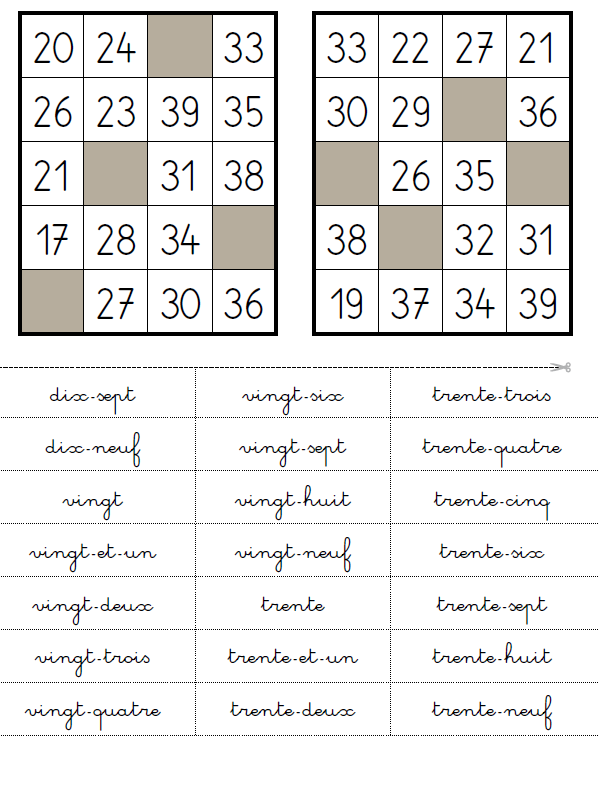 20 24 33
26 23 39 35
21 31 38
17 28 34
27 30 36
33 22 27 21
30 29 36
26 35
38 32 31
19 37 34 39
dix-sept vingt-six trente-trois
dix-neuf vingt-sept trente-quatre
vingt vingt-huit trente-cinq
vingt-et-un vingt-neuf trente-six
vingt-deux trente trente-sept
vingt-trois trente-et-un trente-huit
vingt-quatre trente-deux trente-neuf